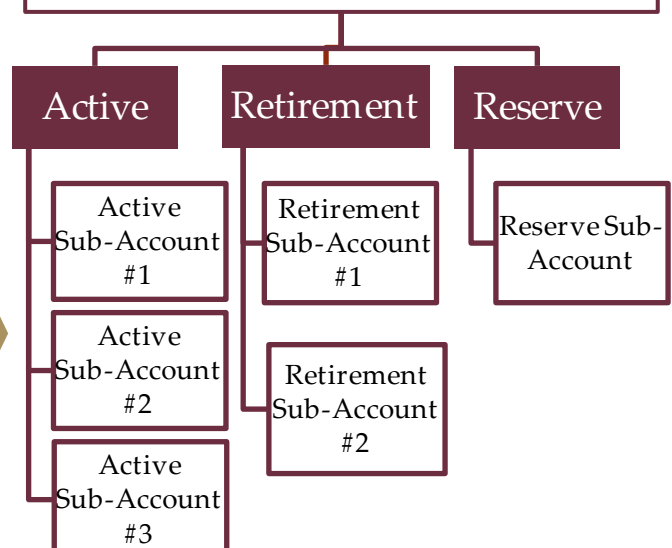 Active
Retirement
Reserve
Active
Sub-Account
#1
Active
Sub-Account
#2
Active
Sub-Account
#3
Retirement
Sub-Account
#1
Retirement
Sub-Account
#2
Reserve Sub-
Account